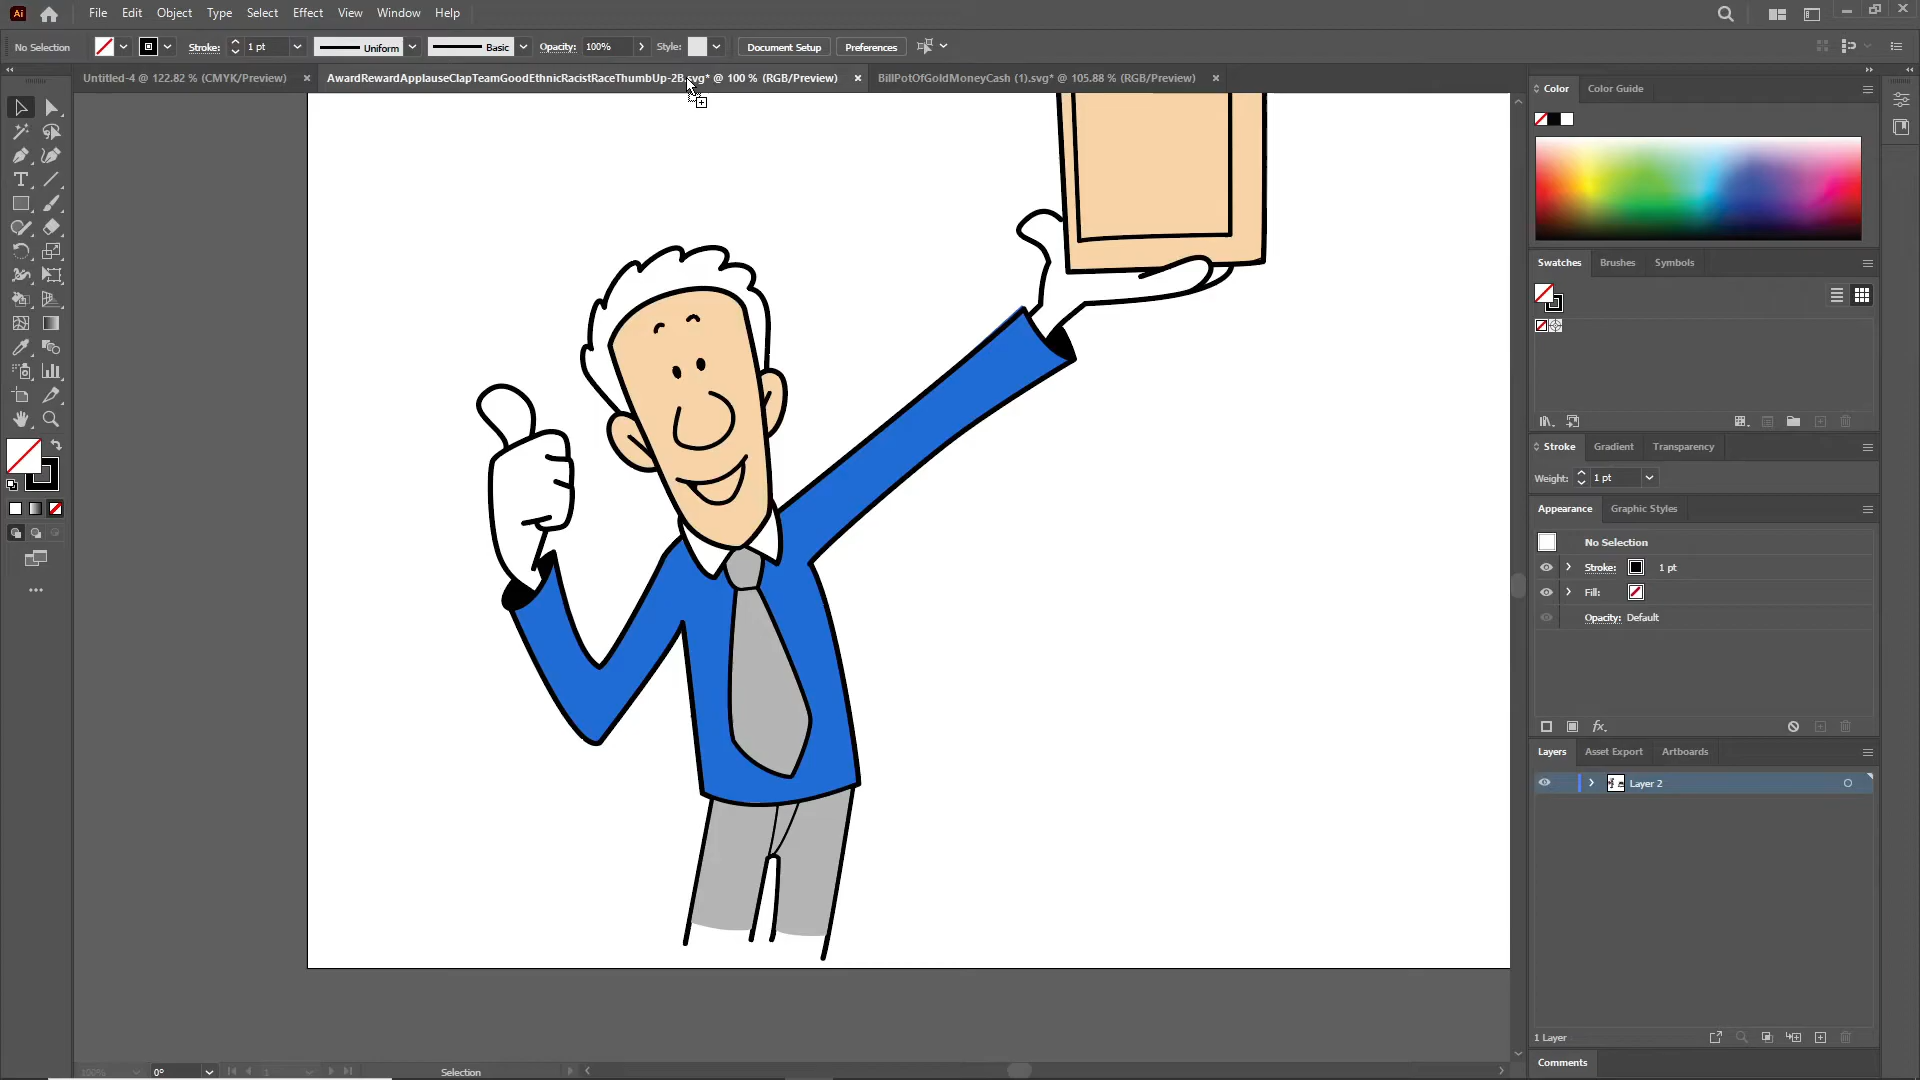 Ai File Edit Object Type Select Effect View Window Help
No Selection Stroke: 1 pt Uniform Basic Opacity: 100% Style: Document Setup Preferences
Untitled-4 @ 122.82 % (CMYK/Preview) × AwardRewardApplauseClapTeamGoodEthnicRacistRaceThumbUp-2B.svg* @ 100 % (RGB/Preview) × BillPotOfGoldMoneyCash (1).svg* @ 105.88 % (RGB/Preview) ×
Color Color Guide
Swatches Brushes Symbols
Stroke Gradient Transparency
Weight: 1 pt
Appearance Graphic Styles
No Selection
Stroke: 1 pt
Fill:
Opacity: Default
fx.
Layers Asset Export Artboards
Layer 2
1 Layer
Comments
100% 0° 1 Selection